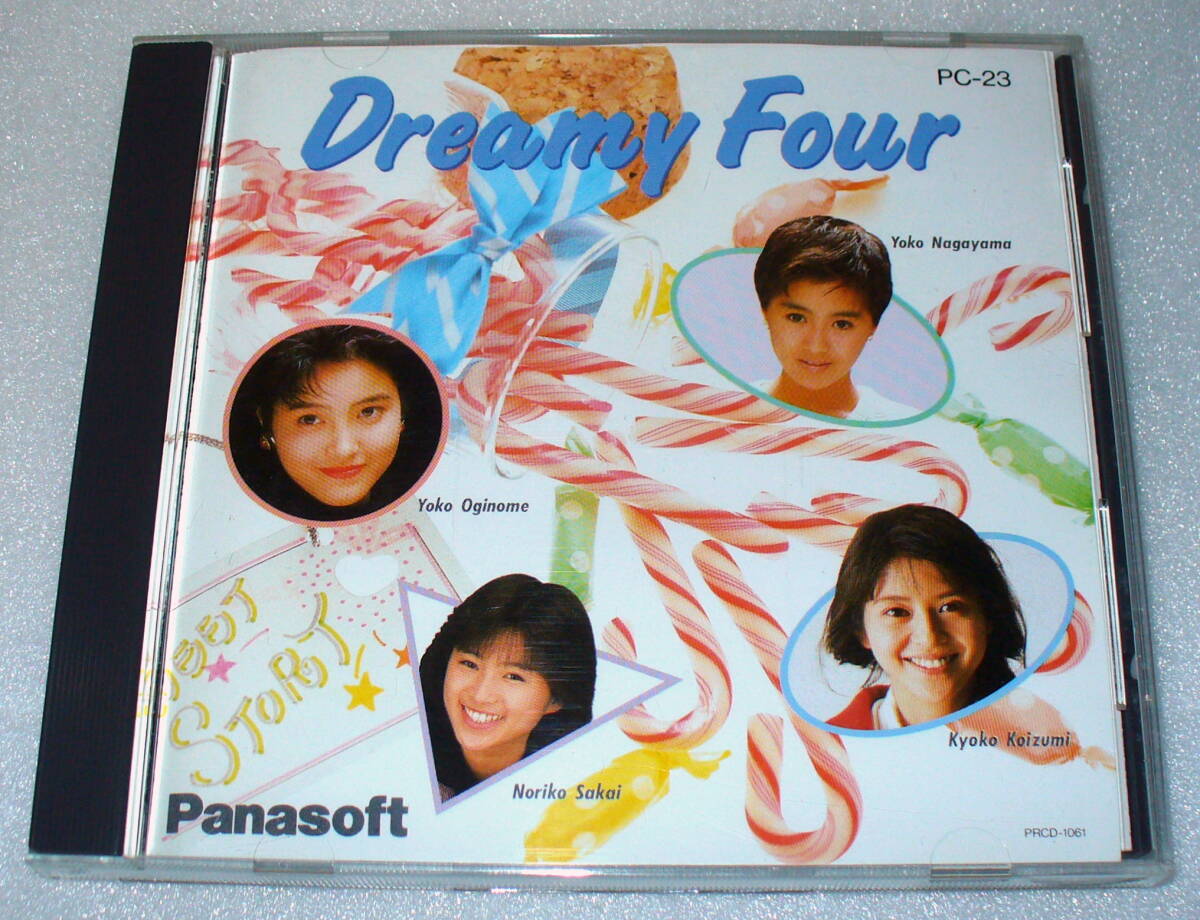 PC-23
Dreamy Four
Yoko Nagayama
Yoko Oginome
STORY
Kyoko Koizumi
Noriko Sakai
Panasoft
PRCD-1061